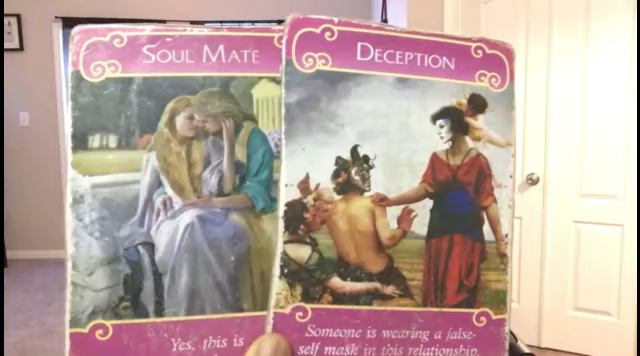 SOUL MATE
Yes, this is
DECEPTION
Someone is wearing a false-
self mask in this relationship.